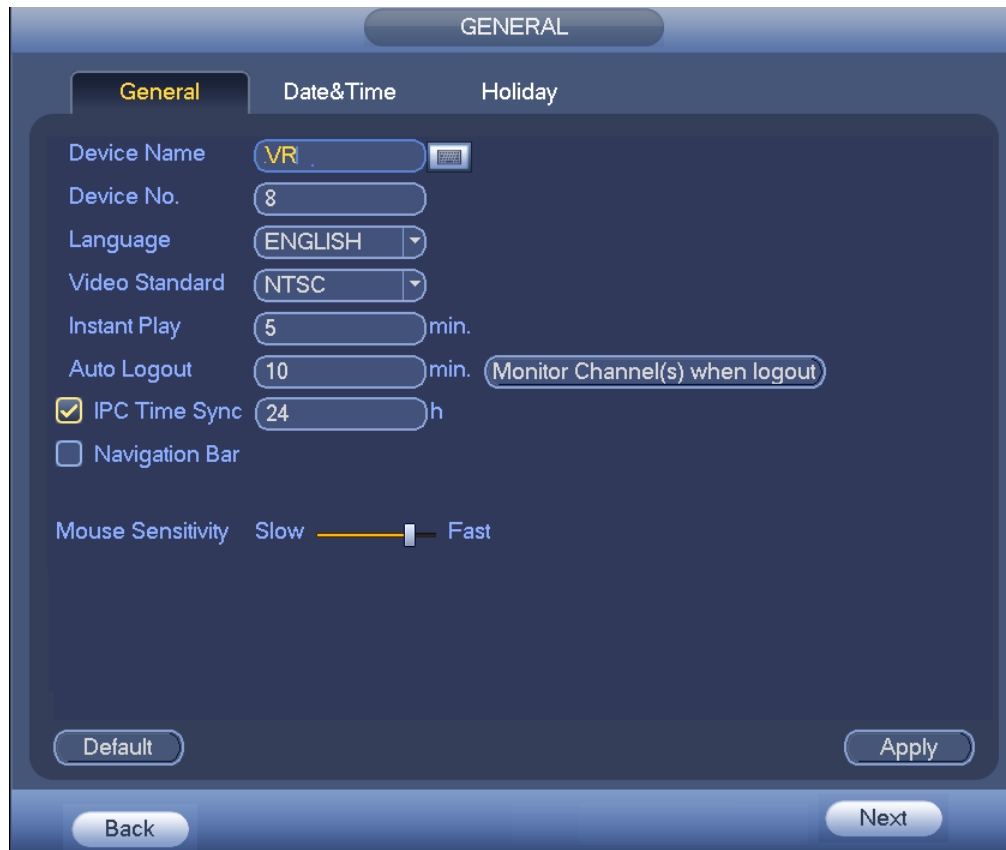 GENERAL
General Date&Time Holiday
Device Name VR
Device No. 8
Language ENGLISH
Video Standard NTSC
Instant Play 5 min.
Auto Logout 10 min. Monitor Channel(s) when logout
IPC Time Sync 24 h
Navigation Bar
Mouse Sensitivity Slow Fast
Default Apply
Back Next